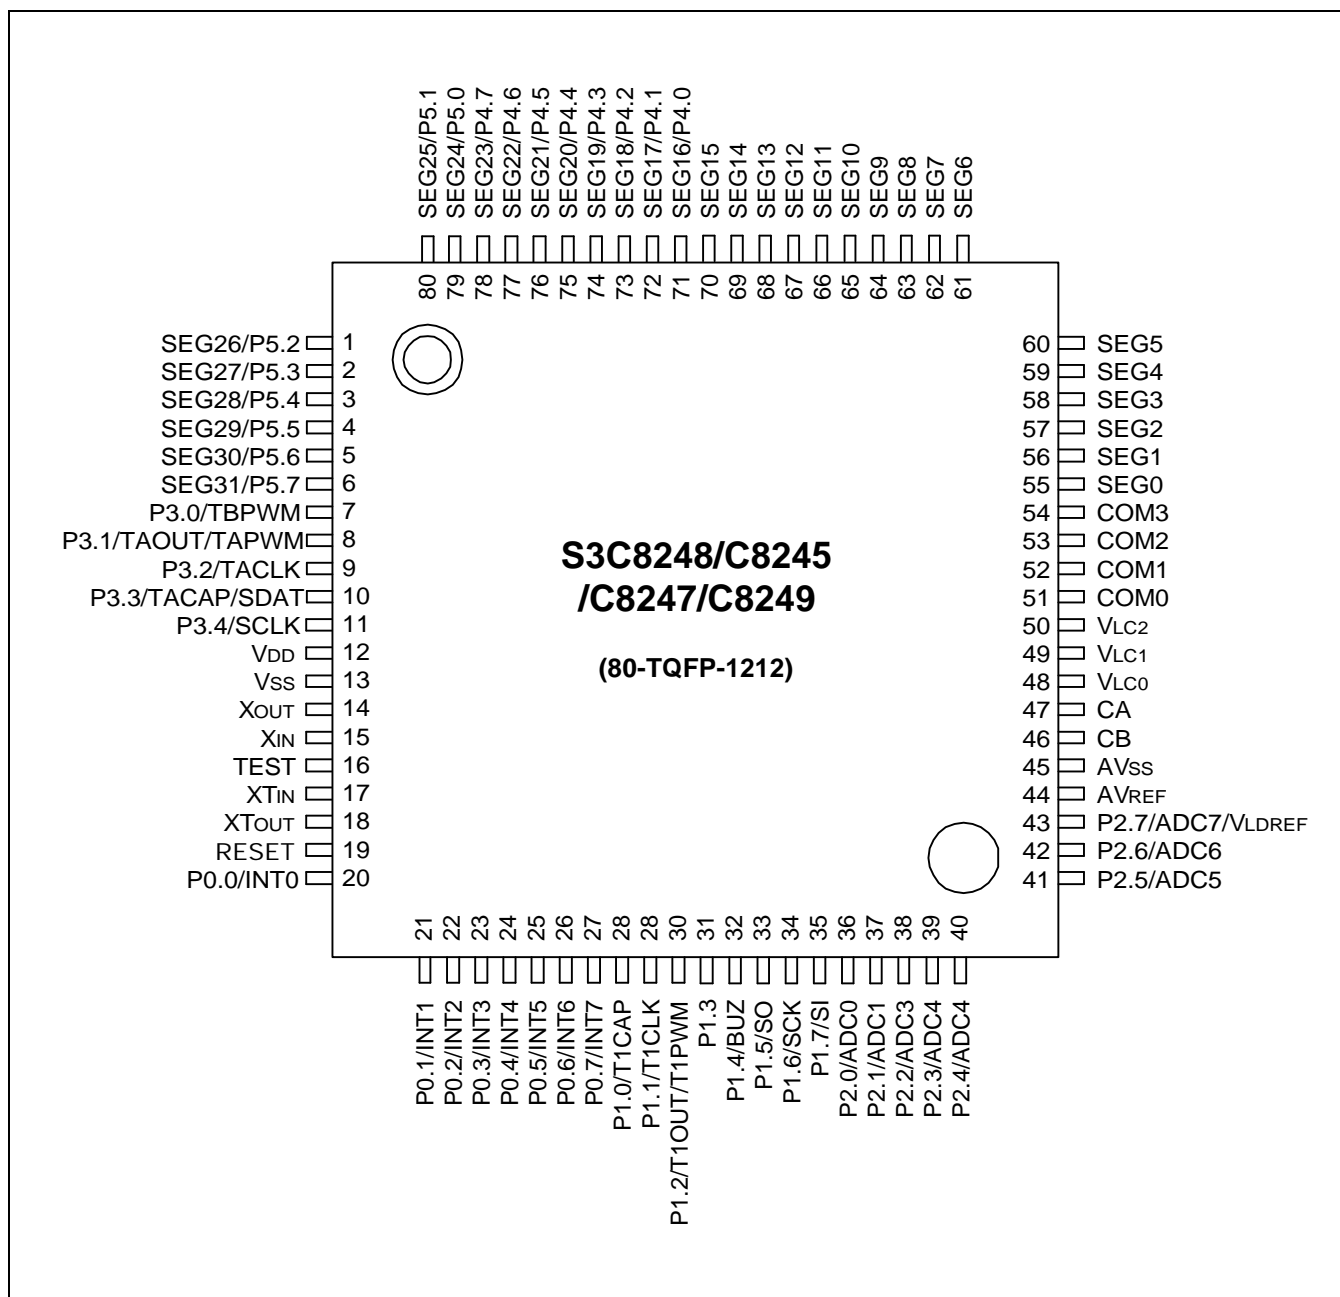 SEG25/P5.1
SEG24/P5.0
SEG23/P4.7
SEG22/P4.6
SEG21/P4.5
SEG20/P4.4
SEG19/P4.3
SEG18/P4.2
SEG17/P4.1
SEG16/P4.0
SEG15
SEG14
SEG13
SEG12
SEG11
SEG10
SEG9
SEG8
SEG7
SEG6
80 79 78 77 76 75 74 73 72 71 70 69 68 67 66 65 64 63 62 61
SEG26/P5.2 1
SEG27/P5.3 2
SEG28/P5.4 3
SEG29/P5.5 4
SEG30/P5.6 5
SEG31/P5.7 6
P3.0/TBPWM 7
P3.1/TAOUT/TAPWM 8
P3.2/TACLK 9
P3.3/TACAP/SDAT 10
P3.4/SCLK 11
VDD 12
VSS 13
XOUT 14
XIN 15
TEST 16
XTIN 17
XTOUT 18
RESET 19
P0.0/INT0 20
S3C8248/C8245
/C8247/C8249
(80-TQFP-1212)
60 SEG5
59 SEG4
58 SEG3
57 SEG2
56 SEG1
55 SEG0
54 COM3
53 COM2
52 COM1
51 COM0
50 VLC2
49 VLC1
48 VLC0
47 CA
46 CB
45 AVSS
44 AVREF
43 P2.7/ADC7/VLDREF
42 P2.6/ADC6
41 P2.5/ADC5
21 22 23 24 25 26 27 28 28 30 31 32 33 34 35 36 37 38 39 40
P0.1/INT1
P0.2/INT2
P0.3/INT3
P0.4/INT4
P0.5/INT5
P0.6/INT6
P0.7/INT7
P1.0/T1CAP
P1.1/T1CLK
P1.2/T1OUT/T1PWM
P1.3
P1.4/BUZ
P1.5/SO
P1.6/SCK
P1.7/SI
P2.0/ADC0
P2.1/ADC1
P2.2/ADC3
P2.3/ADC4
P2.4/ADC4